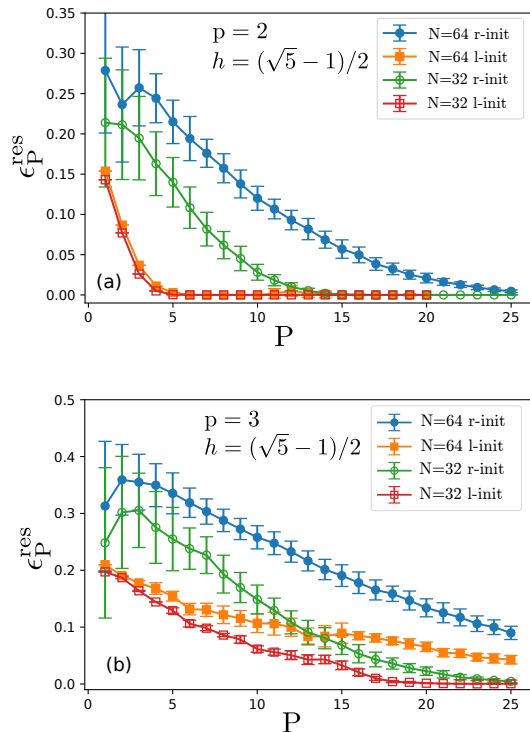 p = 2
h = (√5 − 1)/2
N=64 r-init
N=64 l-init
N=32 r-init
N=32 l-init
0.35
0.30
0.25
0.20
0.15
0.10
0.05
0.00
ϵ_P^res
(a)
0 5 10 15 20 25
P
p = 3
h = (√5 − 1)/2
N=64 r-init
N=64 l-init
N=32 r-init
N=32 l-init
0.5
0.4
0.3
0.2
0.1
0.0
ϵ_P^res
(b)
0 5 10 15 20 25
P